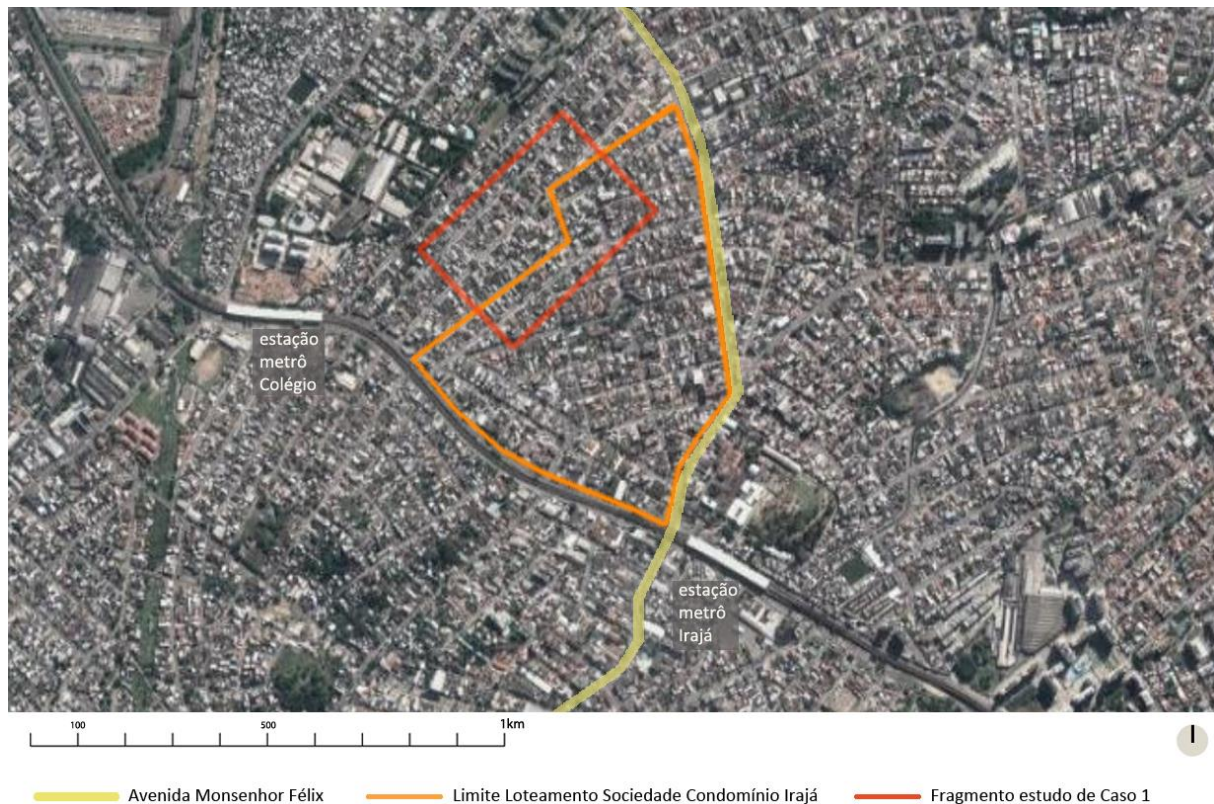 estação
metrô
Colégio
estação
metrô
Irajá
100 500 1km
Avenida Monsenhor Félix Limite Loteamento Sociedade Condomínio Irajá Fragmento estudo de Caso 1